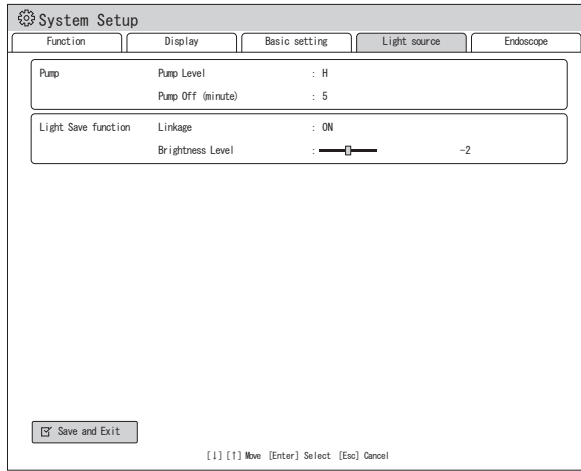 System Setup
Function Display Basic setting Light source Endoscope
Pump Pump Level : H
Pump Off (minute) : 5
Light Save function Linkage : ON
Brightness Level : -2
Save and Exit
[↓] [↑] Move [Enter] Select [Esc] Cancel